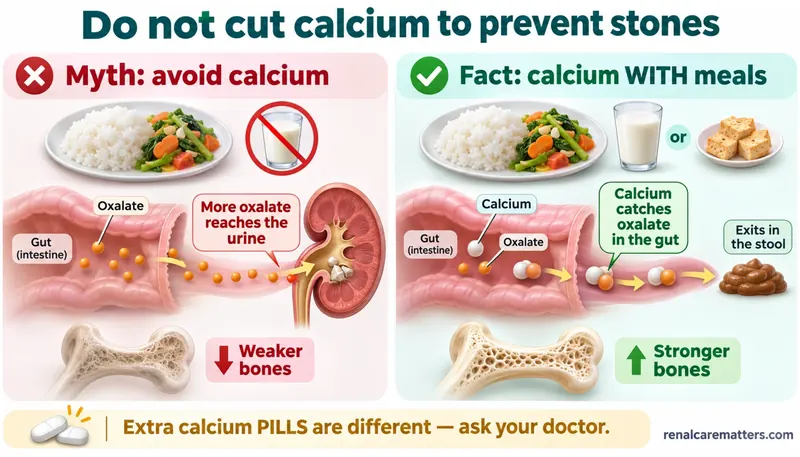 Do not cut calcium to prevent stones
Myth: avoid calcium
Oxalate
More oxalate
reaches the
urine
Gut
(intestine)
Weaker
bones
Fact: calcium WITH meals
or
Calcium
Calcium
catches
oxalate
in the gut
Gut
(intestine)
Oxalate
Exits in
the stool
Stronger
bones
Extra calcium PILLS are different — ask your doctor.
renalcarematters.com